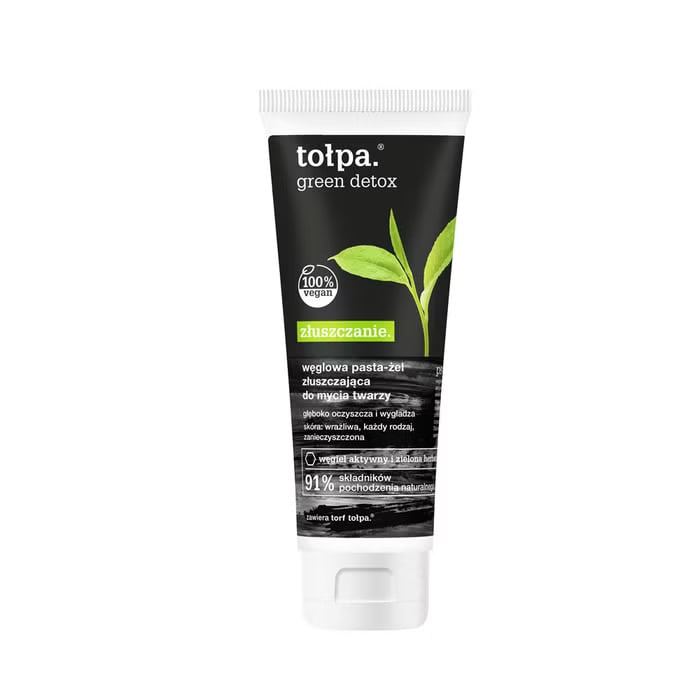 tołpa.®
green detox
100%
vegan
złuszczanie.
węglowa pasta-żel
złuszczająca
do mycia twarzy
głęboko oczyszcza i wygładza
skóra: wrażliwa, każdy rodzaj,
zanieczyszczona
węgiel aktywny i zielona
91% składników
pochodzenia naturalnego
zawiera torf tołpa.®